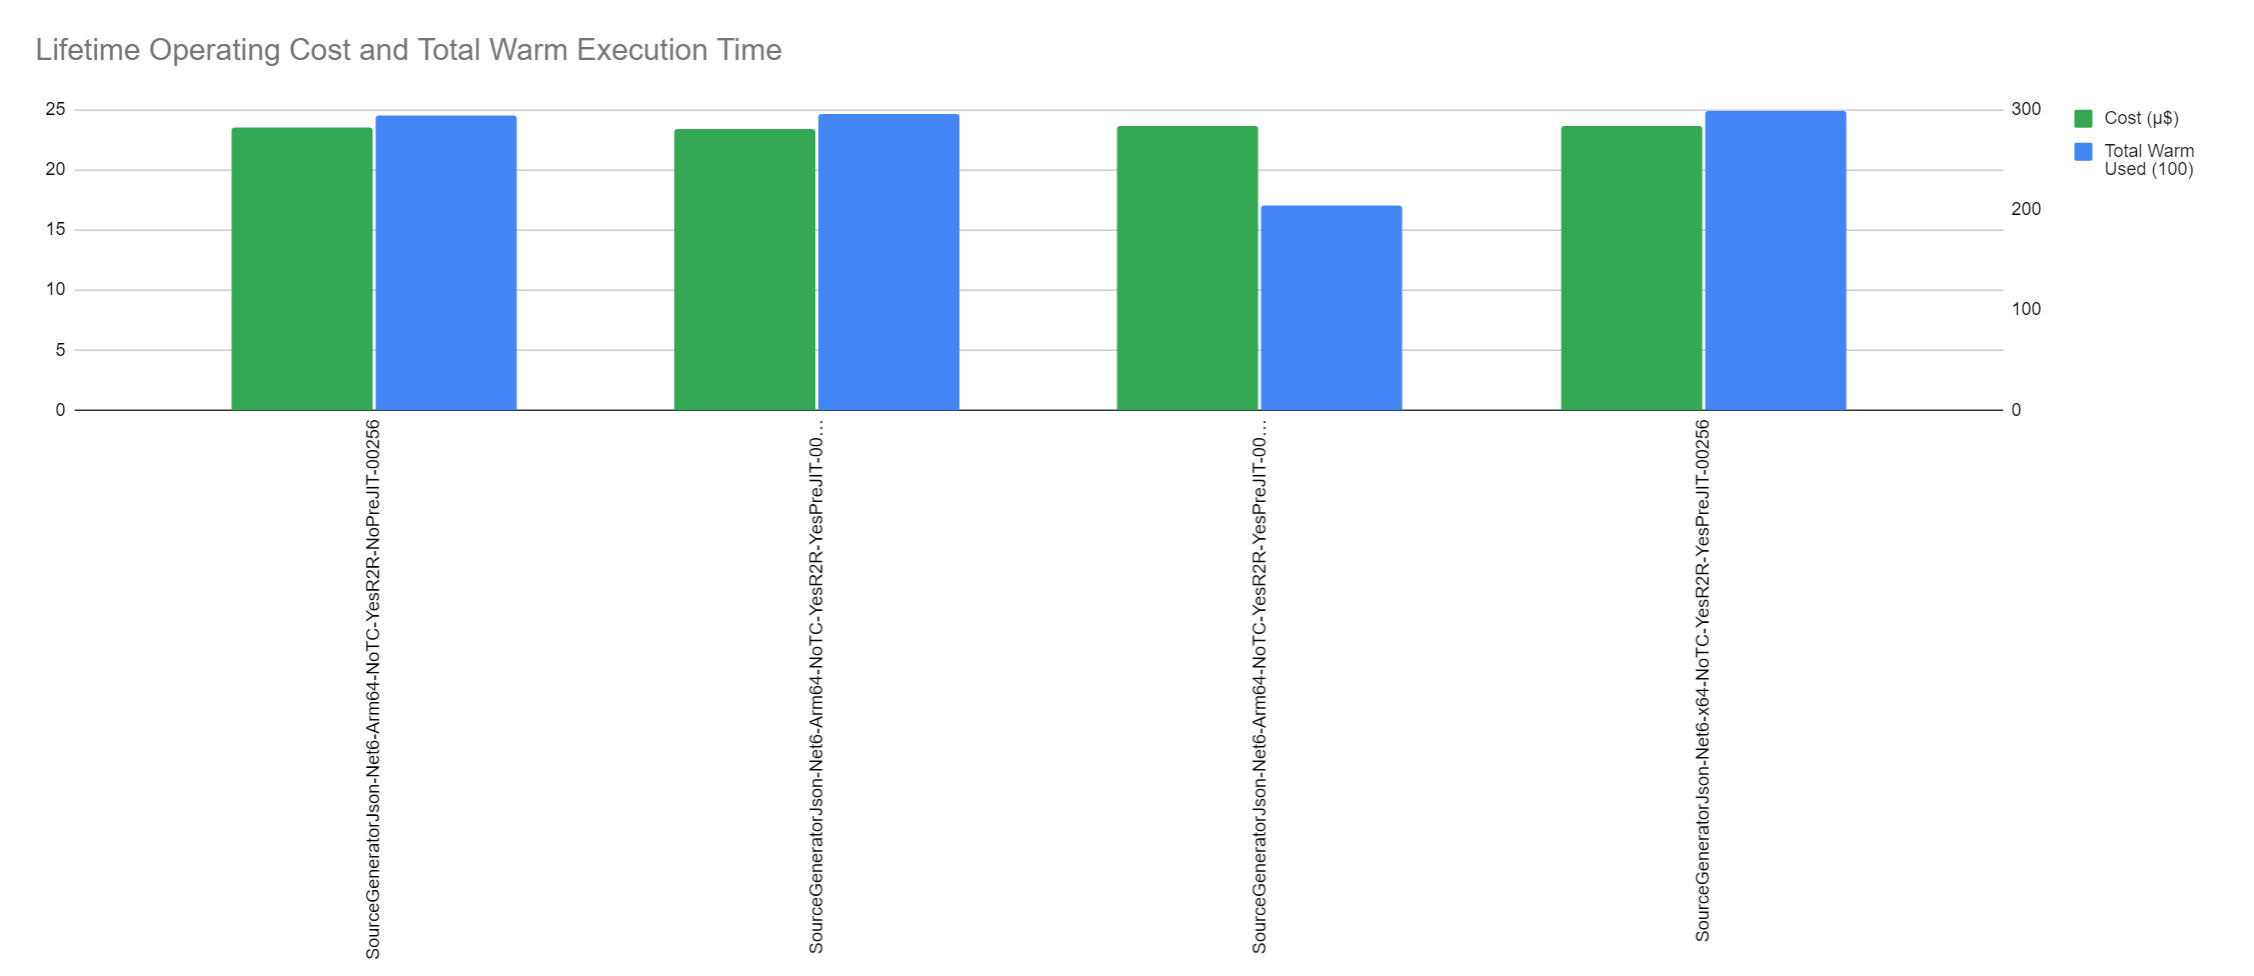 Lifetime Operating Cost and Total Warm Execution Time
25
20
15
10
5
0
300
200
100
0
Cost (µ$)
Total Warm
Used (100)
SourceGeneratorJson-Net6-Arm64-NoTC-YesR2R-NoPreJIT-00256
SourceGeneratorJson-Net6-Arm64-NoTC-YesR2R-YesPreJIT-00…
SourceGeneratorJson-Net6-Arm64-NoTC-YesR2R-YesPreJIT-00…
SourceGeneratorJson-Net6-x64-NoTC-YesR2R-YesPreJIT-00256